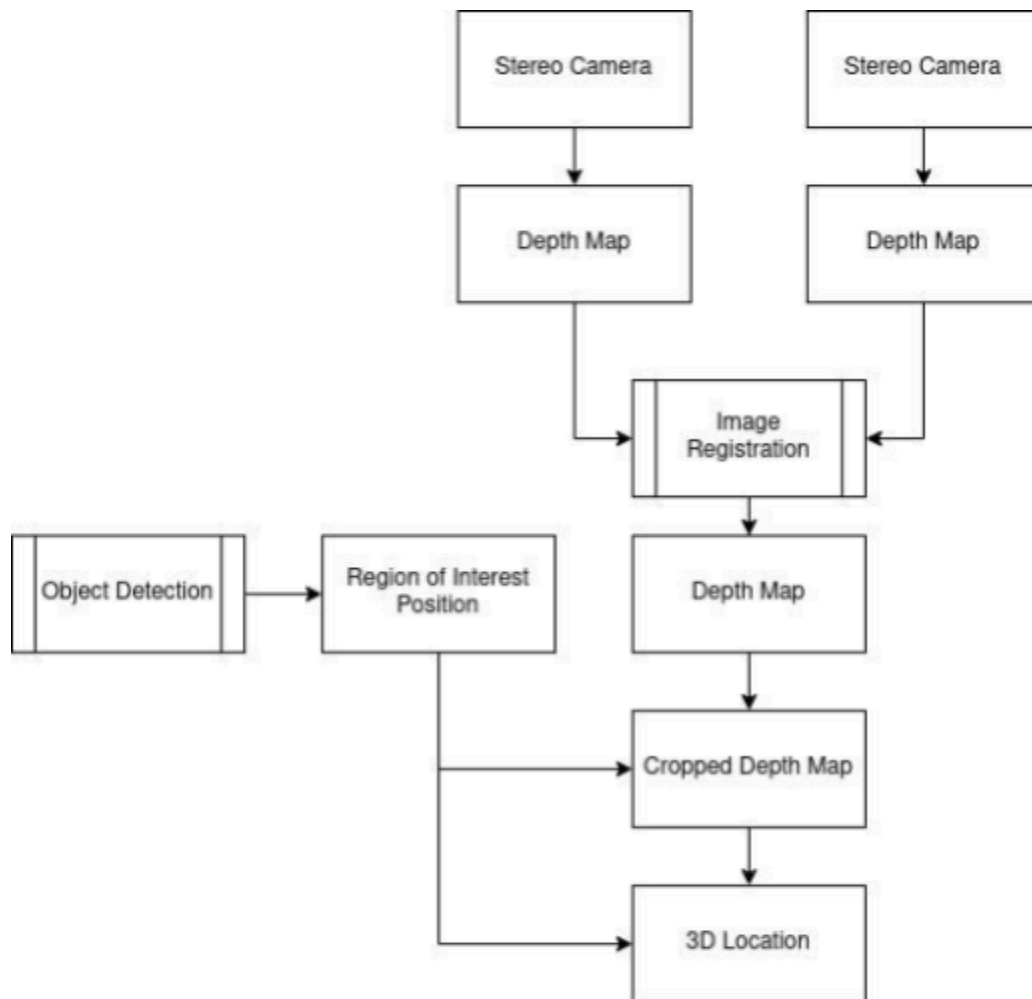 Stereo Camera
Stereo Camera
Depth Map
Depth Map
Image
Registration
Object Detection
Region of Interest
Position
Depth Map
Cropped Depth Map
3D Location